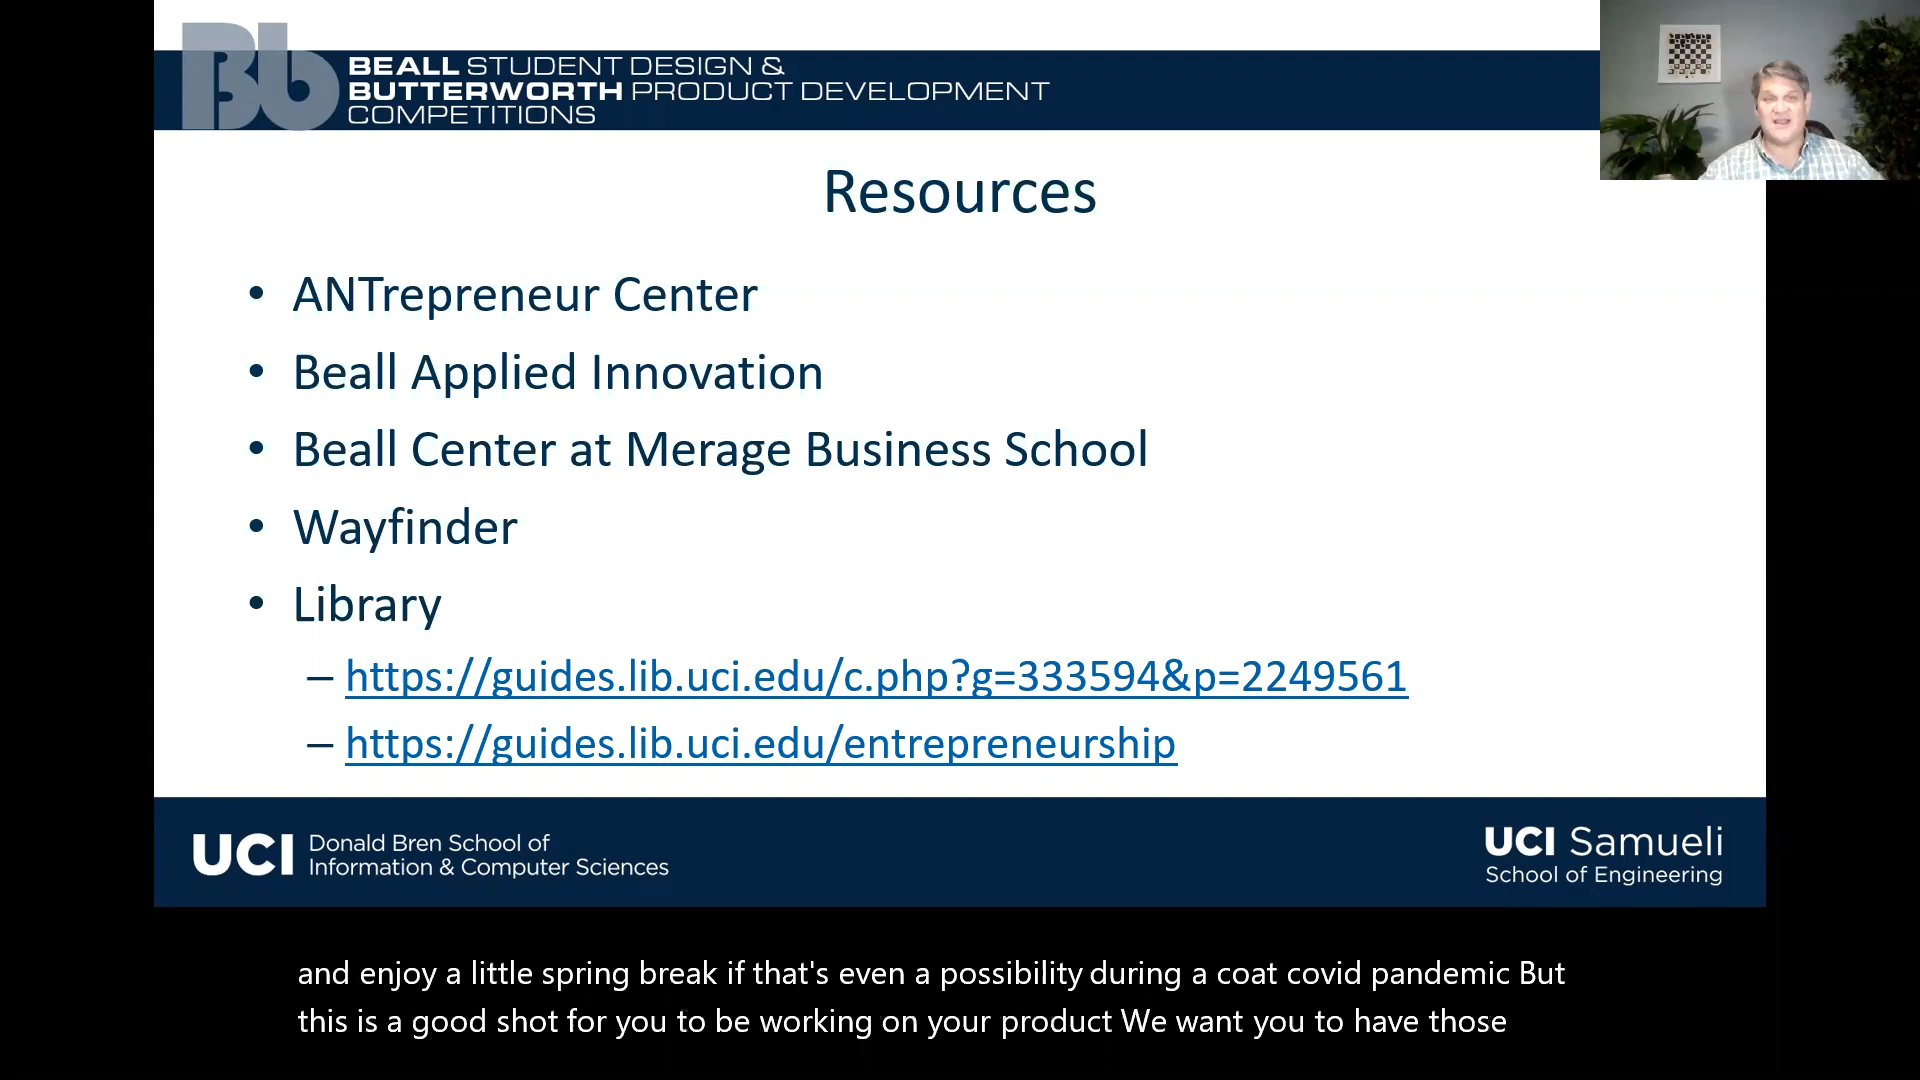 Bb
BEALL STUDENT DESIGN &
BUTTERWORTH PRODUCT DEVELOPMENT
COMPETITIONS
Resources
• ANTrepreneur Center
• Beall Applied Innovation
• Beall Center at Merage Business School
• Wayfinder
• Library
– https://guides.lib.uci.edu/c.php?g=333594&p=2249561
– https://guides.lib.uci.edu/entrepreneurship
UCI Donald Bren School of
Information & Computer Sciences
UCI Samueli
School of Engineering
and enjoy a little spring break if that's even a possibility during a coat covid pandemic But
this is a good shot for you to be working on your product We want you to have those